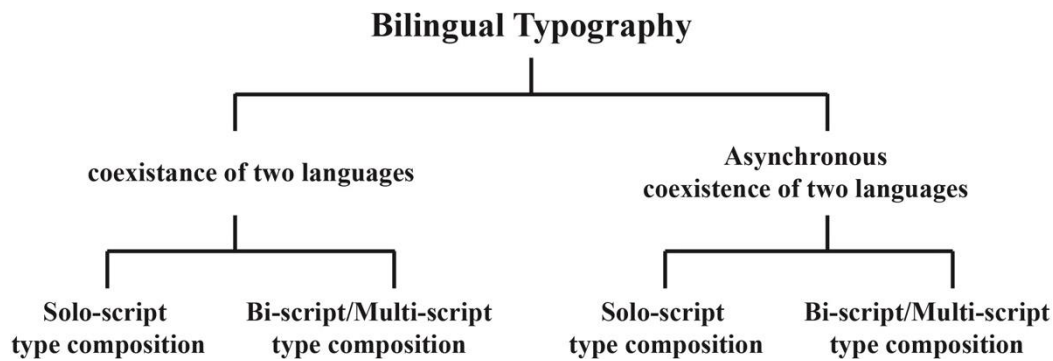 Bilingual Typography
coexistance of two languages
Asynchronous
coexistence of two languages
Solo-script
type composition
Bi-script/Multi-script
type composition
Solo-script
type composition
Bi-script/Multi-script
type composition